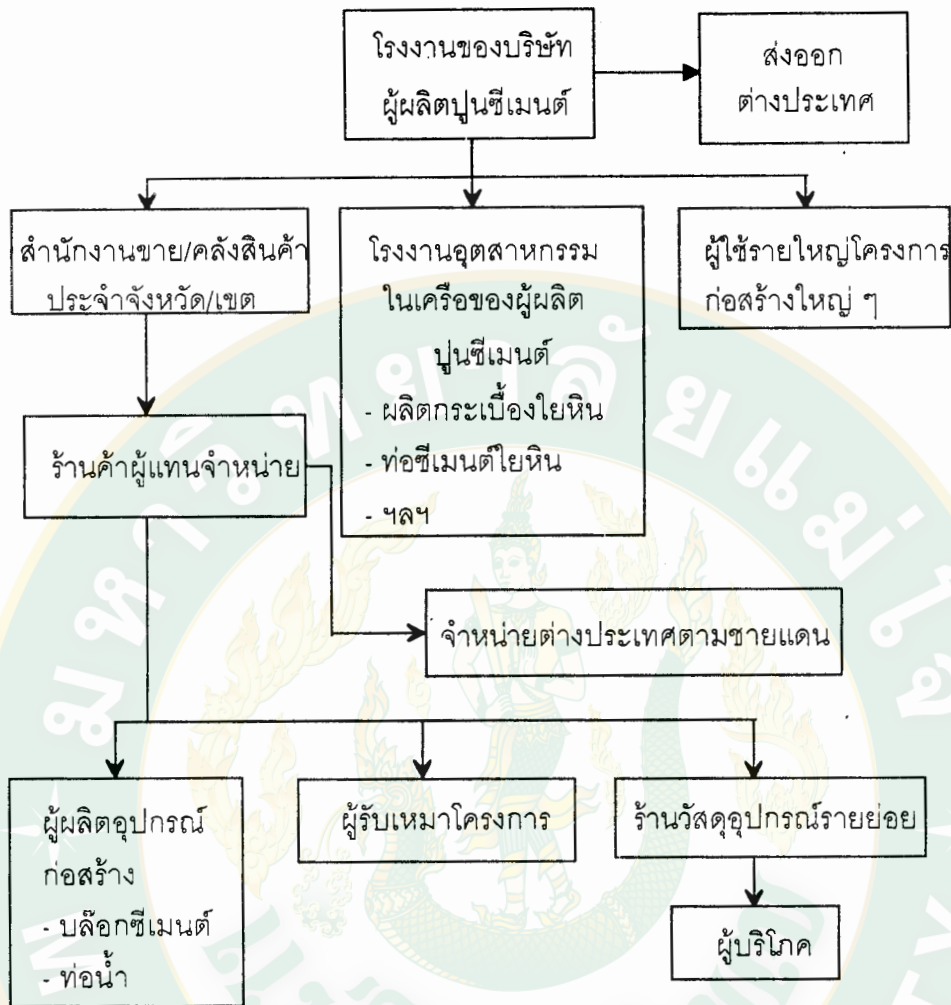 โรงงานของบริษัท
ผู้ผลิตปูนซีเมนต์
ส่งออก
ต่างประเทศ
สำนักงานขาย/คลังสินค้า
ประจำจังหวัด/เขต
โรงงานอุตสาหกรรม
ในเครือของผู้ผลิต
ปูนซีเมนต์
- ผลิตกระเบื้องใยหิน
- ท่อซีเมนต์ใยหิน
- ฯลฯ
ผู้ใช้รายใหญ่โครงการ
ก่อสร้างใหญ่ ๆ
ร้านค้าผู้แทนจำหน่าย
จำหน่ายต่างประเทศตามชายแดน
ผู้ผลิตอุปกรณ์
ก่อสร้าง
- บล๊อกซีเมนต์
- ท่อน้ำ
ผู้รับเหมาโครงการ
ร้านวัสดุอุปกรณ์รายย่อย
ผู้บริโภค
มหาวิทยาลัยแม่โจ้